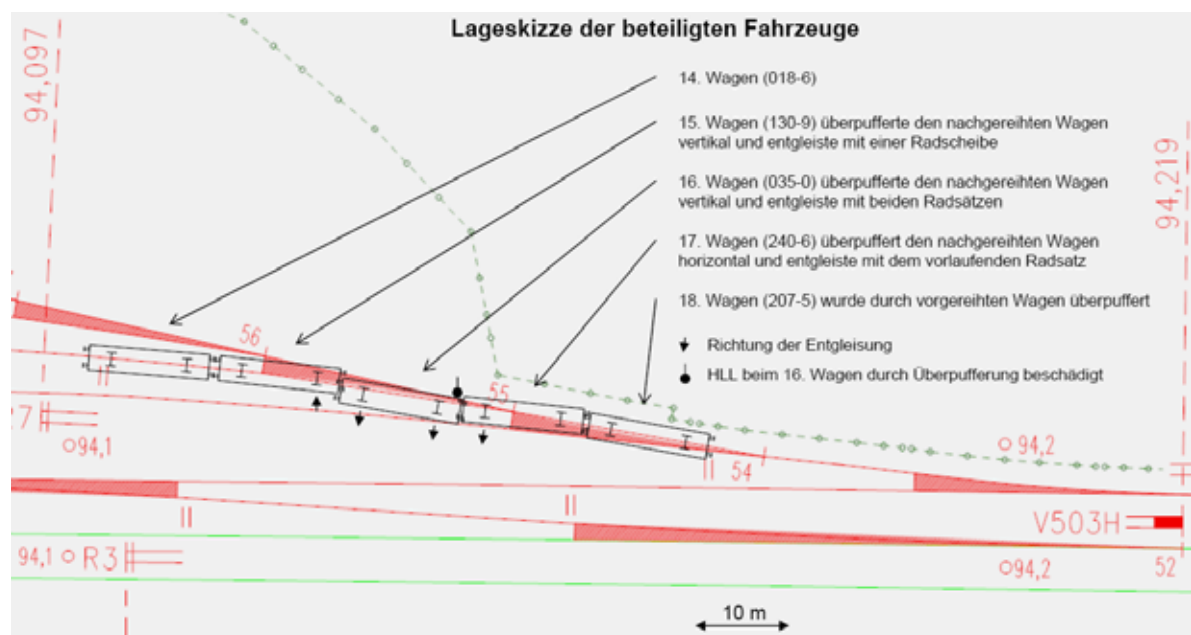 Lageskizze der beteiligten Fahrzeuge
94,097
14. Wagen (018-6)
15. Wagen (130-9) überpufferte den nachgereihten Wagen
vertikal und entgleiste mit einer Radscheibe
16. Wagen (035-0) überpufferte den nachgereihten Wagen
vertikal und entgleiste mit beiden Radsätzen
17. Wagen (240-6) überpuffert den nachgereihten Wagen
horizontal und entgleiste mit dem vorlaufenden Radsatz
18. Wagen (207-5) wurde durch vorgereihten Wagen überpuffert
Richtung der Entgleisung
HLL beim 16. Wagen durch Überpufferung beschädigt
94,219
56
55
54
94,1
94,2
V503H
94,1
R3
94,2
52
10 m